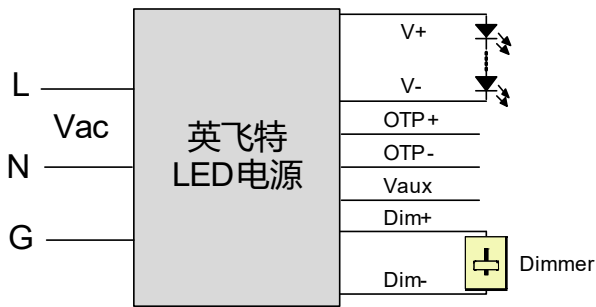 L
Vac
N
G
英飞特
LED电源
V+
V-
OTP+
OTP-
Vaux
Dim+
Dim-
Dimmer